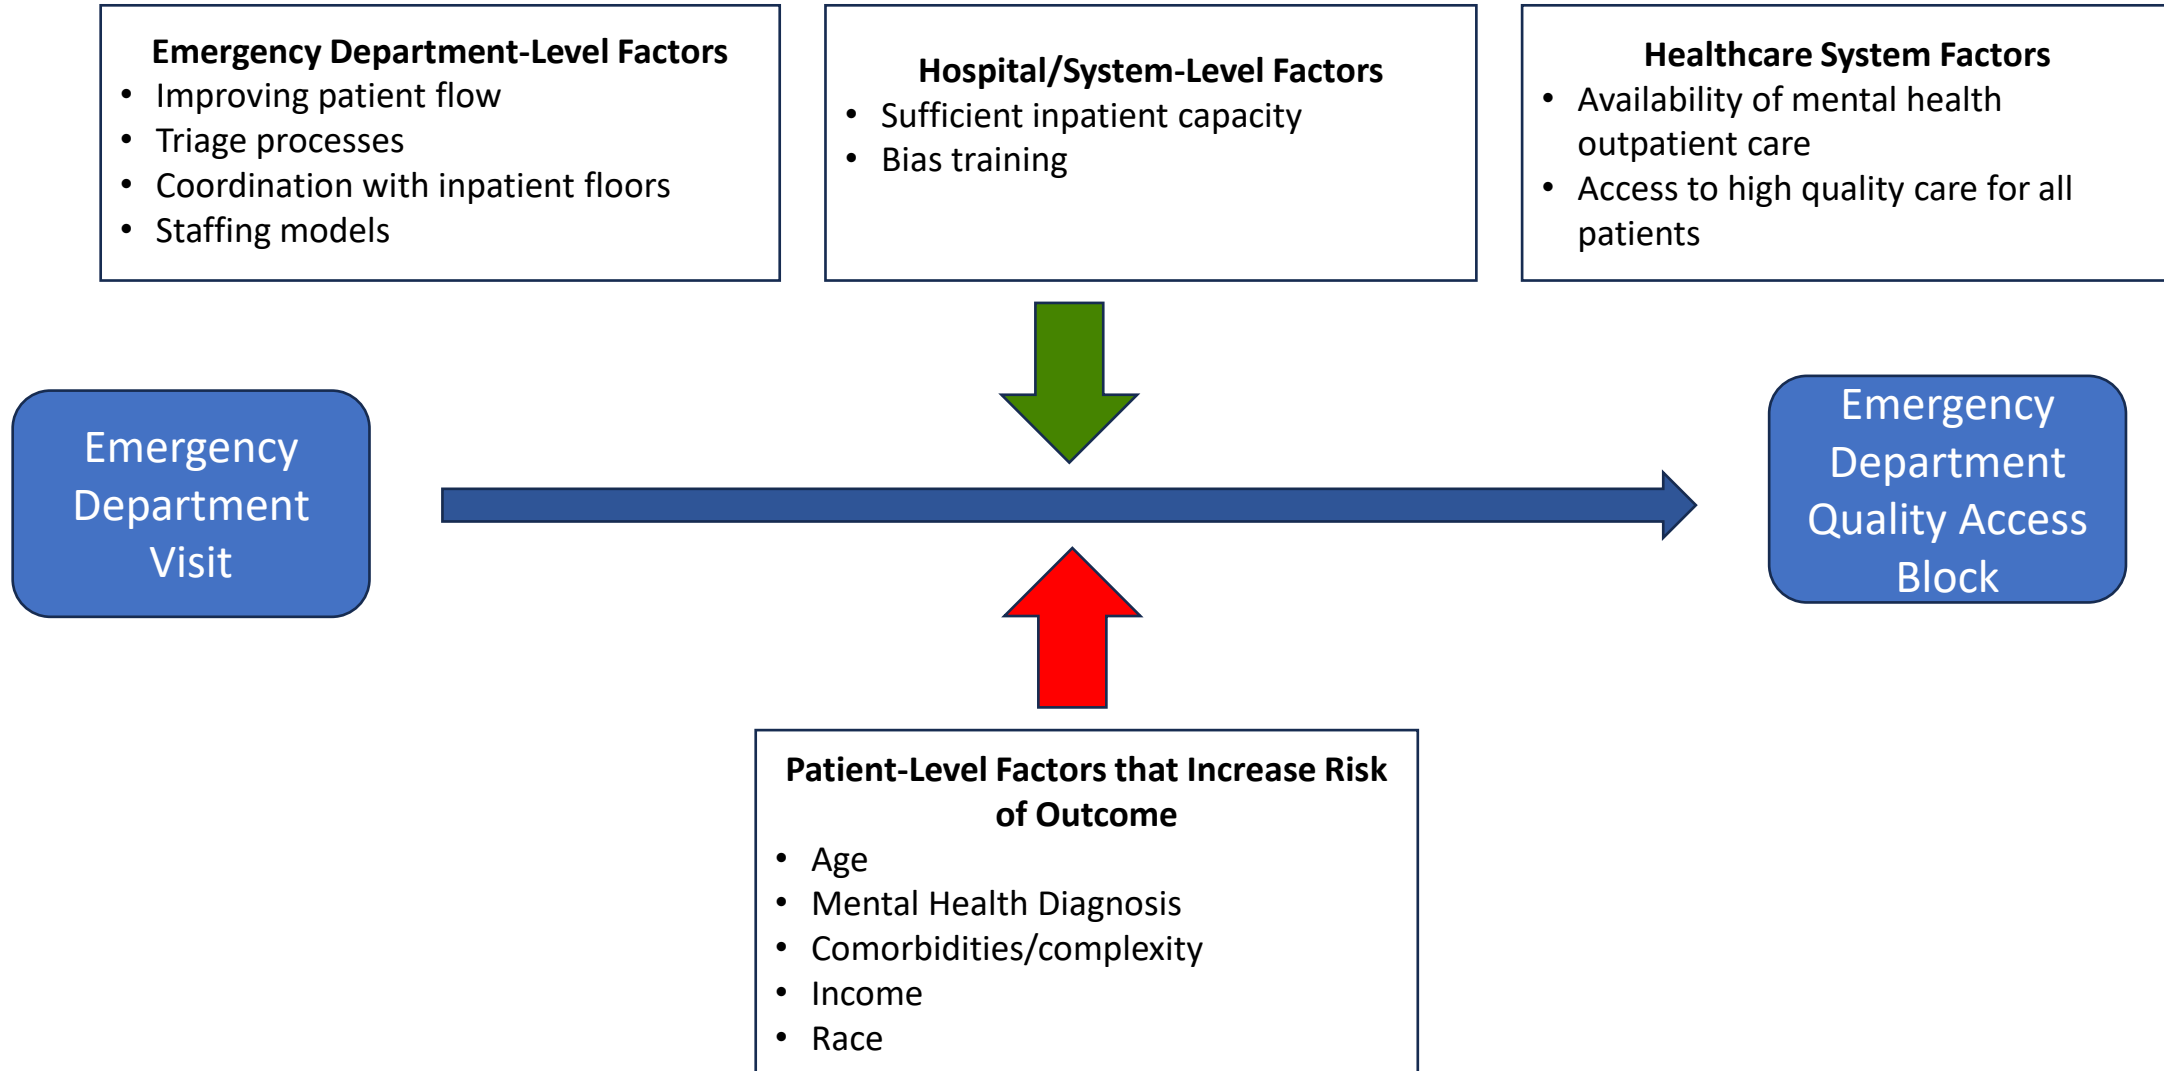 Emergency Department-Level Factors
• Improving patient flow
• Triage processes
• Coordination with inpatient floors
• Staffing models
Hospital/System-Level Factors
• Sufficient inpatient capacity
• Bias training
Healthcare System Factors
• Availability of mental health
outpatient care
• Access to high quality care for all
patients
Emergency
Department
Visit
Emergency
Department
Quality Access
Block
Patient-Level Factors that Increase Risk
of Outcome
• Age
• Mental Health Diagnosis
• Comorbidities/complexity
• Income
• Race